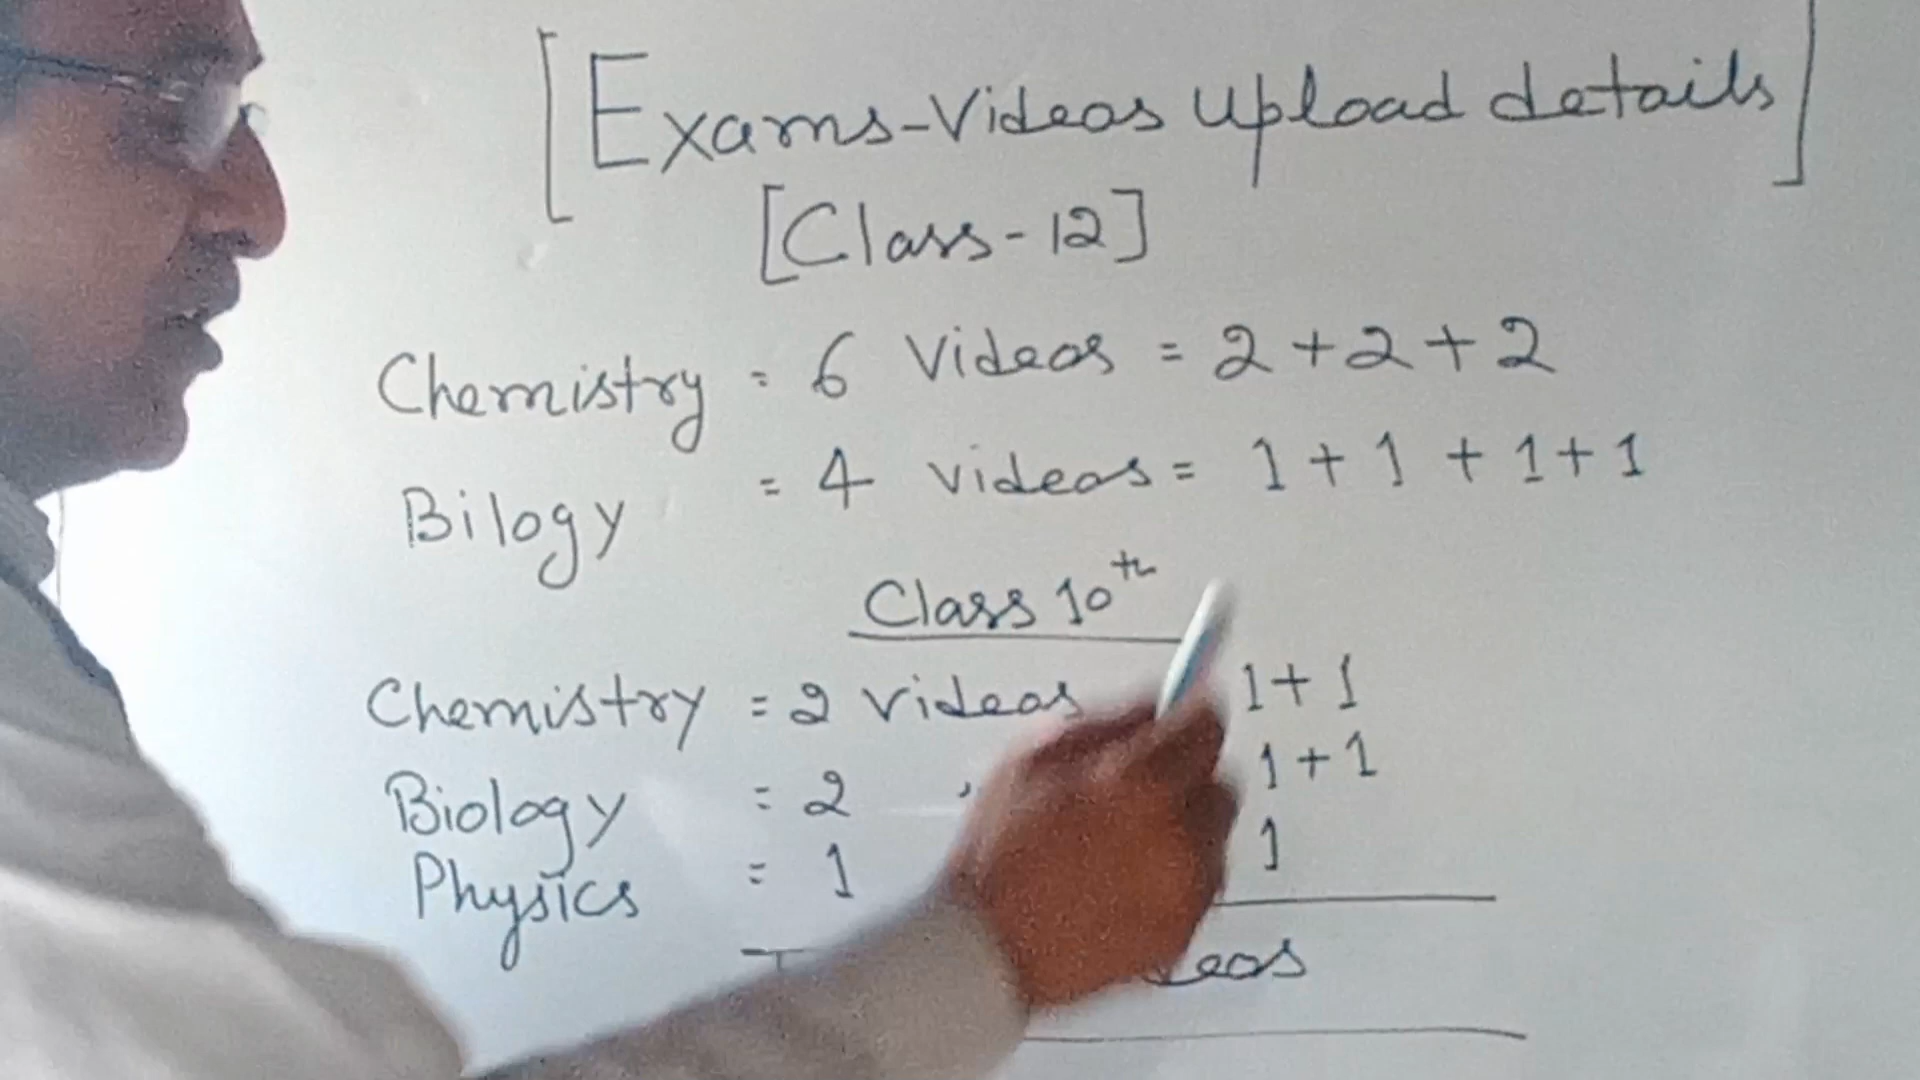 [Exams-Videos Upload details]
[Class-12]
Chemistry = 6 Videos = 2+2+2
Bilogy = 4 videos = 1+1+1+1
Class 10th
Chemistry = 2 Videos 1+1
Biology = 2 1+1
Physics = 1 1